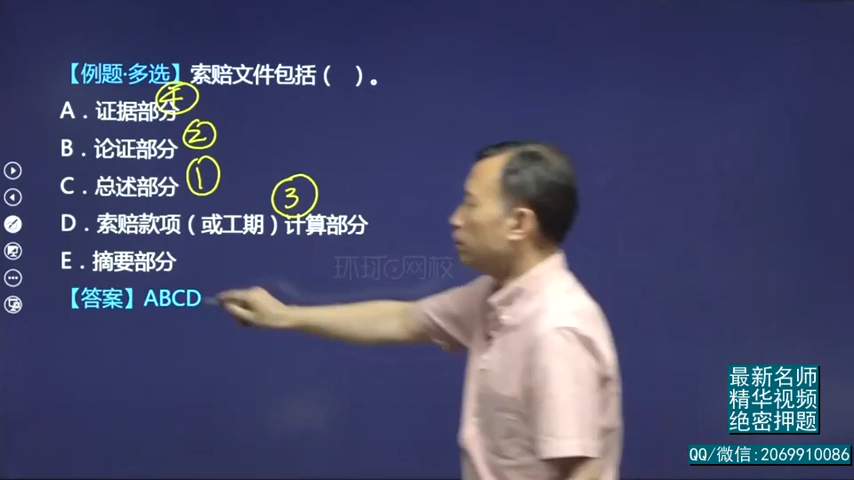 【例题·多选】索赔文件包括（ ）。
A．证据部分 ④
B．论证部分 ②
C．总述部分 ①
D．索赔款项（或工期）计算部分 ③
E．摘要部分
【答案】ABCD
环球网校
最新名师
精华视频
绝密押题
QQ/微信:2069910086